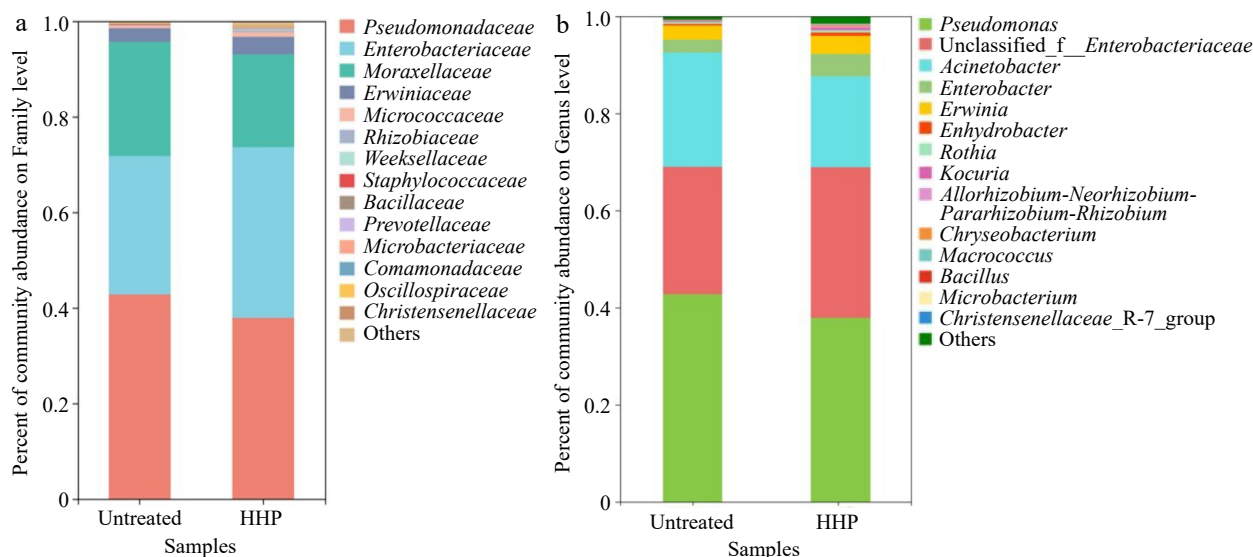 a
Percent of community abundance on Family level
1.0
0.8
0.6
0.4
0.2
0
Untreated
HHP
Samples
Pseudomonadaceae
Enterobacteriaceae
Moraxellaceae
Erwiniaceae
Micrococcaceae
Rhizobiaceae
Weeksellaceae
Staphylococcaceae
Bacillaceae
Prevotellaceae
Microbacteriaceae
Comamonadaceae
Oscillospiraceae
Christensenellaceae
Others
b
Percent of community abundance on Genus level
1.0
0.8
0.6
0.4
0.2
0
Untreated
HHP
Samples
Pseudomonas
Unclassified_f__Enterobacteriaceae
Acinetobacter
Enterobacter
Erwinia
Enhydrobacter
Rothia
Kocuria
Allorhizobium-Neorhizobium-
Pararhizobium-Rhizobium
Chryseobacterium
Macrococcus
Bacillus
Microbacterium
Christensenellaceae_R-7_group
Others